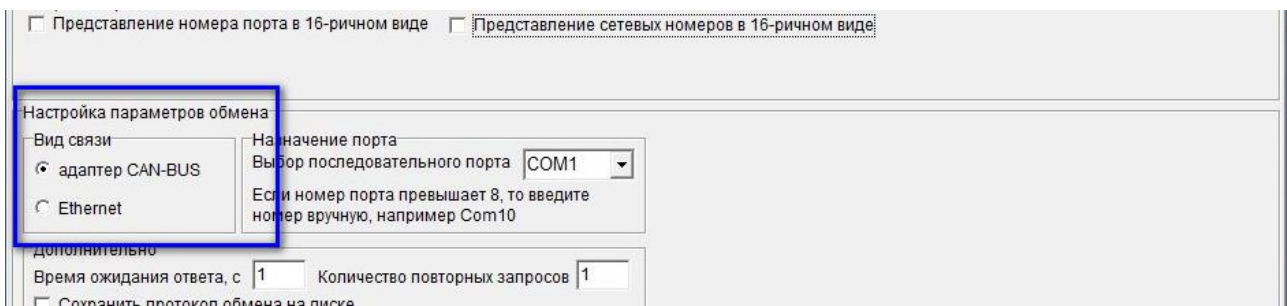 Представление номера порта в 16-ричном виде Представление сетевых номеров в 16-ричном виде
Настройка параметров обмена
Вид связи
адаптер CAN-BUS
Ethernet
Назначение порта
Выбор последовательного порта COM1
Если номер порта превышает 8, то введите
номер вручную, например Com10
Дополнительно
Время ожидания ответа, с 1 Количество повторных запросов 1
Сохранить протокол обмена на диске